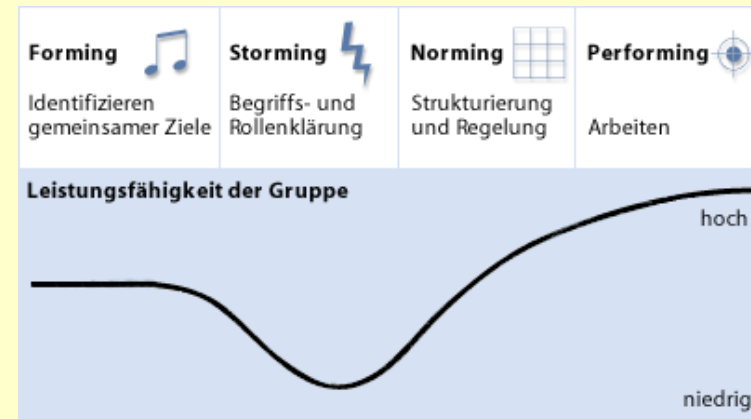 Forming
Identifizieren
gemeinsamer Ziele
Storming
Begriffs- und
Rollenklärung
Norming
Strukturierung
und Regelung
Performing
Arbeiten
Leistungsfähigkeit der Gruppe
hoch
niedrig